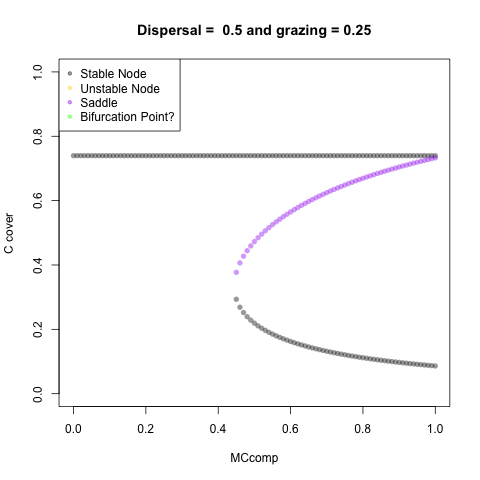 Dispersal =  0.5 and grazing = 0.25
Stable Node
Unstable Node
Saddle
Bifurcation Point?
C cover
1.0
0.8
0.6
0.4
0.2
0.0
0.0 0.2 0.4 0.6 0.8 1.0
MCcomp